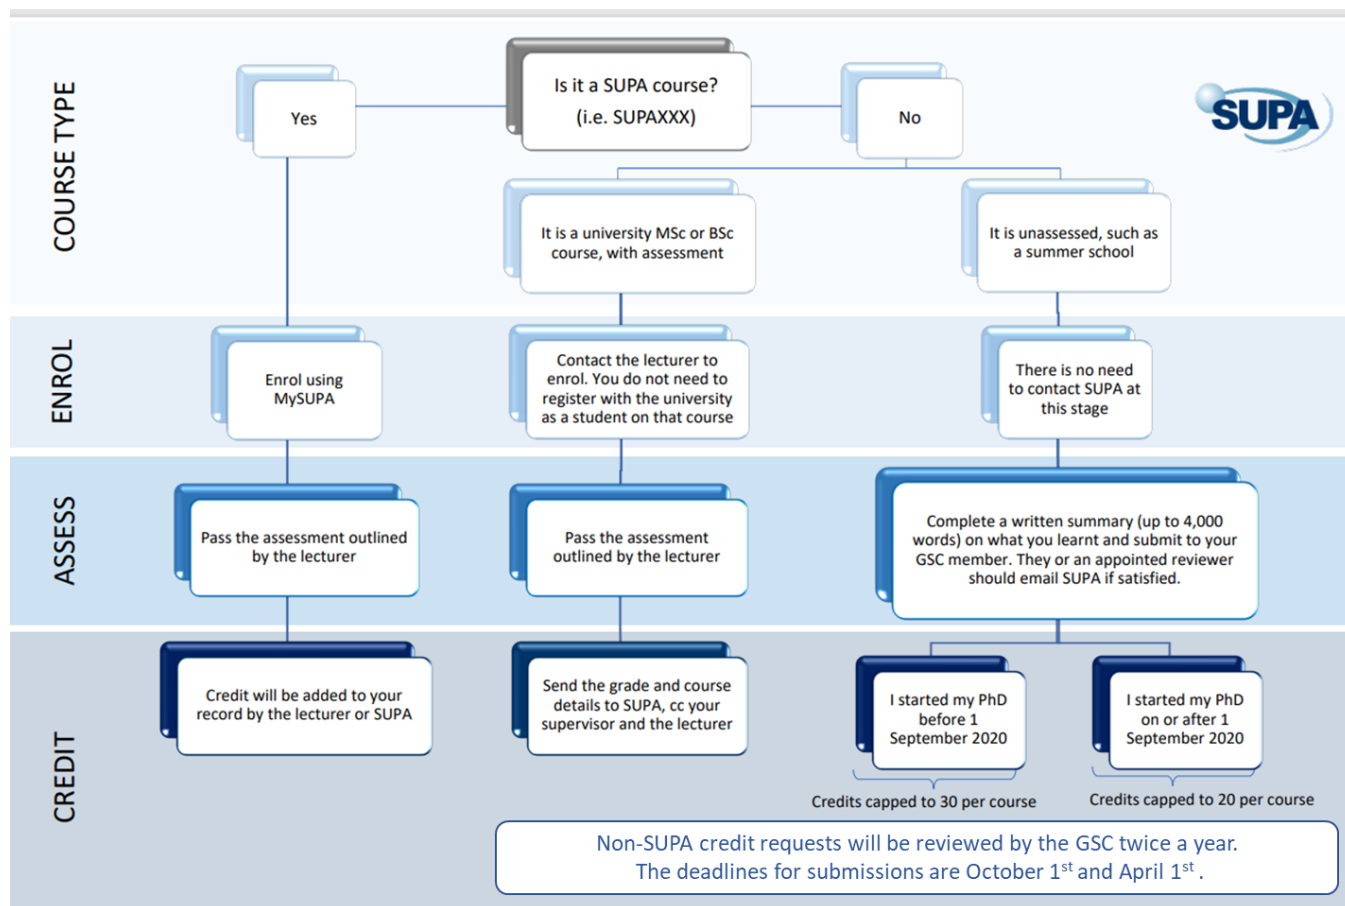 COURSE TYPE
Is it a SUPA course?
(i.e. SUPAXXX)
Yes
No
SUPA
It is a university MSc or BSc
course, with assessment
It is unassessed, such as
a summer school
ENROL
Enrol using
MySUPA
Contact the lecturer to
enrol. You do not need to
register with the university
as a student on that course
There is no need
to contact SUPA at
this stage
ASSESS
Pass the assessment outlined
by the lecturer
Pass the assessment
outlined by the lecturer
Complete a written summary (up to 4,000
words) on what you learnt and submit to your
GSC member. They or an appointed reviewer
should email SUPA if satisfied.
CREDIT
Credit will be added to your
record by the lecturer or SUPA
Send the grade and course
details to SUPA, cc your
supervisor and the lecturer
I started my PhD
before 1
September 2020
I started my PhD
on or after 1
September 2020
Credits capped to 30 per course
Credits capped to 20 per course
Non-SUPA credit requests will be reviewed by the GSC twice a year.
The deadlines for submissions are October 1st and April 1st .